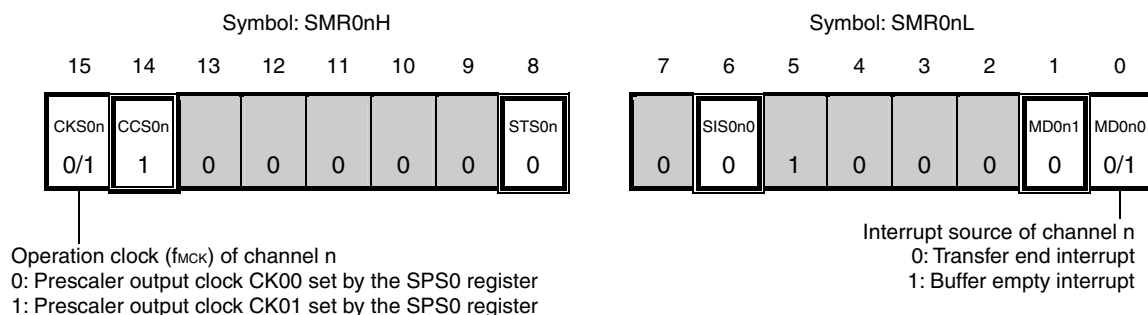 Symbol: SMR0nH
15 14 13 12 11 10 9 8
CKS0n CCS0n STS0n
0/1 1 0 0 0 0 0 0
Operation clock (fMCK) of channel n
0: Prescaler output clock CK00 set by the SPS0 register
1: Prescaler output clock CK01 set by the SPS0 register
Symbol: SMR0nL
7 6 5 4 3 2 1 0
SIS0n0 MD0n1 MD0n0
0 0 1 0 0 0 0 0/1
Interrupt source of channel n
0: Transfer end interrupt
1: Buffer empty interrupt